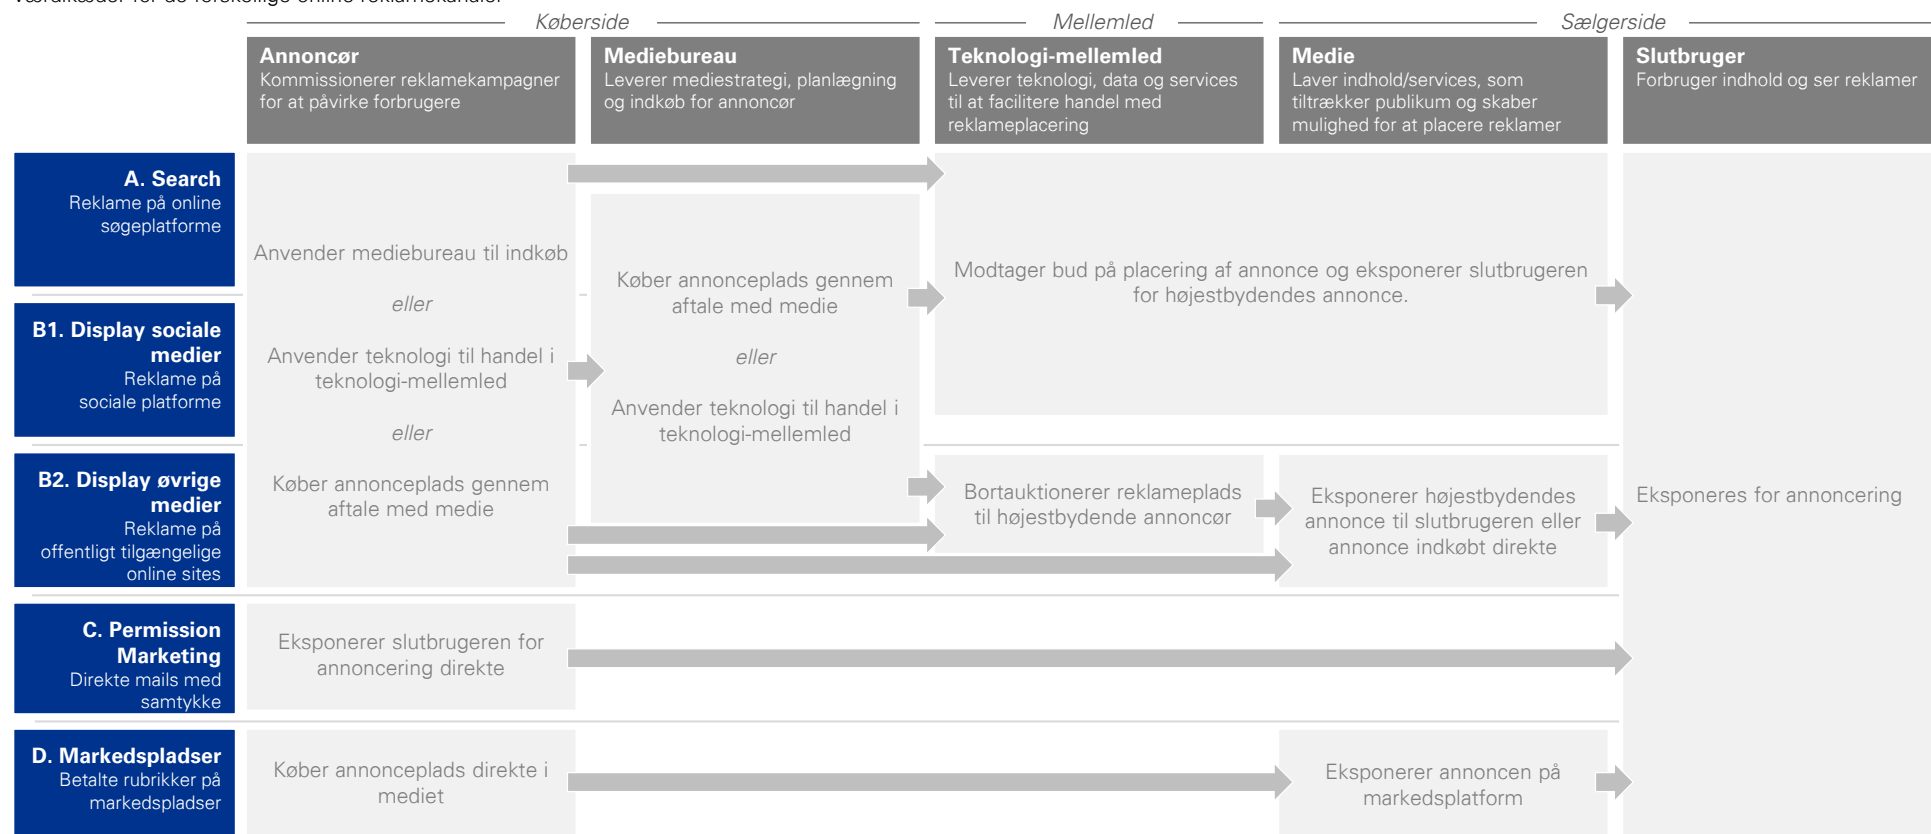 Værdikæder for de forskellige online reklamekanaler
Køberside
Mellemled
Sælgerside
Annoncør
Kommissionerer reklamekampagner
for at påvirke forbrugere
Mediebureau
Leverer mediestrategi, planlægning
og indkøb for annoncør
Teknologi-mellemled
Leverer teknologi, data og services
til at facilitere handel med
reklameplacering
Medie
Laver indhold/services, som
tiltrækker publikum og skaber
mulighed for at placere reklamer
Slutbruger
Forbruger indhold og ser reklamer
A. Search
Reklame på online
søgeplatforme
B1. Display sociale
medier
Reklame på
sociale platforme
B2. Display øvrige
medier
Reklame på
offentligt tilgængelige
online sites
Anvender mediebureau til indkøb
eller
Anvender teknologi til handel i
teknologi-mellemled
eller
Køber annonceplads gennem
aftale med medie
Køber annonceplads gennem
aftale med medie
eller
Anvender teknologi til handel i
teknologi-mellemled
Modtager bud på placering af annonce og eksponerer slutbrugeren
for højestbydendes annonce.
Bortauktionerer reklameplads
til højestbydende annoncør
Eksponerer højestbydendes
annonce til slutbrugeren eller
annonce indkøbt direkte
Eksponeres for annoncering
C. Permission
Marketing
Direkte mails med
samtykke
Eksponerer slutbrugeren for
annoncering direkte
D. Markedspladser
Betalte rubrikker på
markedspladser
Køber annonceplads direkte i
mediet
Eksponerer annoncen på
markedsplatform